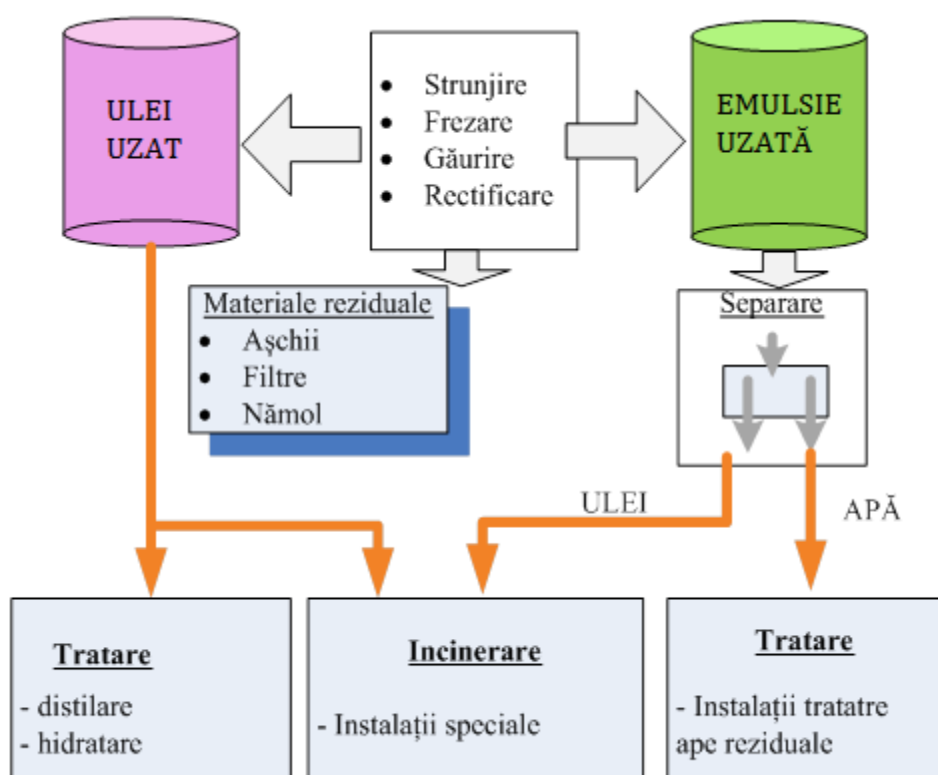 ULEI
UZAT
• Strunjire
• Frezare
• Găurire
• Rectificare
EMULSIE
UZATĂ
Materiale reziduale
• Așchii
• Filtre
• Nămol
Separare
ULEI
APĂ
Tratare
- distilare
- hidratare
Incinerare
- Instalații speciale
Tratare
- Instalații tratatre
ape reziduale